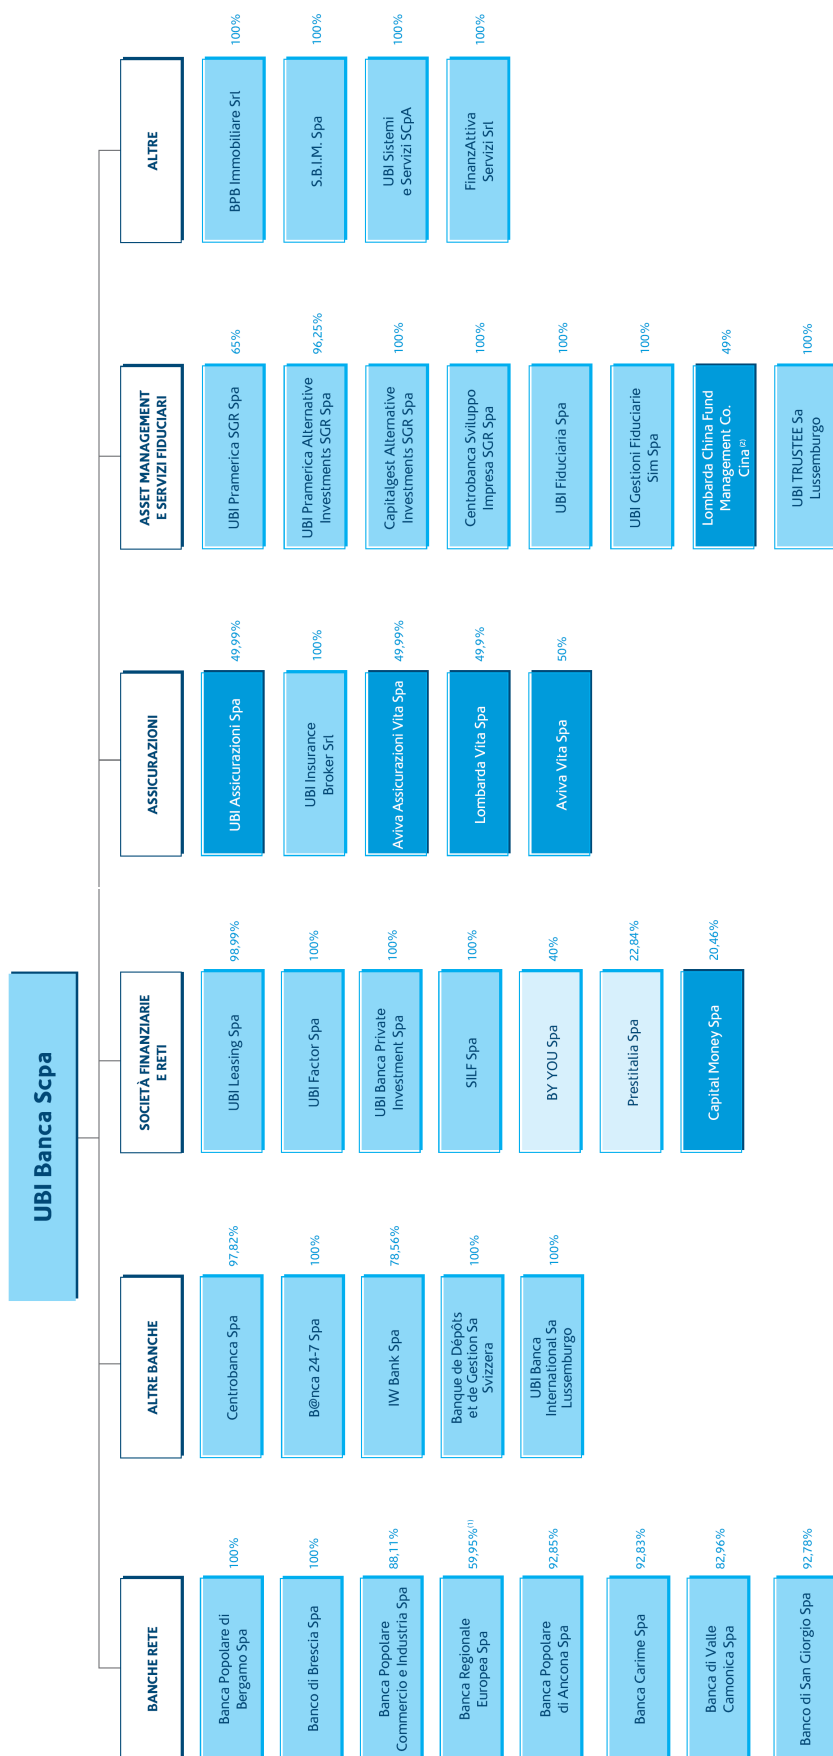 UBI Banca Scpa
BANCHE RETE
Banca Popolare di
Bergamo Spa
100%
Banco di Brescia Spa
100%
Banca Popolare
Commercio e Industria Spa
88,11%
Banca Regionale
Europea Spa
59,95%(1)
Banca Popolare
di Ancona Spa
92,85%
Banca Carime Spa
92,83%
Banca di Valle
Camonica Spa
82,96%
Banco di San Giorgio Spa
92,78%
ALTRE BANCHE
Centrobanca Spa
97,82%
B@nca 24-7 Spa
100%
IW Bank Spa
78,56%
Banque de Dépôts
et de Gestion Sa
Svizzera
100%
UBI Banca
International Sa
Lussemburgo
100%
SOCIETÀ FINANZIARIE
E RETI
UBI Leasing Spa
98,99%
UBI Factor Spa
100%
UBI Banca Private
Investment Spa
100%
SILF Spa
100%
BY YOU Spa
40%
Prestitalia Spa
22,84%
Capital Money Spa
20,46%
ASSICURAZIONI
UBI Assicurazioni Spa
49,99%
UBI Insurance
Broker Srl
100%
Aviva Assicurazioni Vita Spa
49,99%
Lombarda Vita Spa
49,9%
Aviva Vita Spa
50%
ASSET MANAGEMENT
E SERVIZI FIDUCIARI
UBI Pramerica SGR Spa
65%
UBI Pramerica Alternative
Investments SGR Spa
96,25%
Capitalgest Alternative
Investments SGR Spa
100%
Centrobanca Sviluppo
Impresa SGR Spa
100%
UBI Fiduciaria Spa
100%
UBI Gestioni Fiduciarie
Sim Spa
100%
Lombarda China Fund
Management Co.
Cina (2)
49%
UBI TRUSTEE Sa
Lussemburgo
100%
ALTRE
BPB Immobiliare Srl
100%
S.B.I.M. Spa
100%
UBI Sistemi
e Servizi SCpA
100%
FinanzAttiva
Servizi Srl
100%